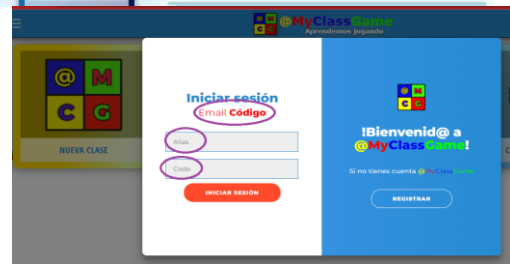 @MyClassGame
Aprendemos Jugando
@ M
C G
NUEVA CLASE
Iniciar sesión
Email Código
Alias
Code
INICIAR SESIÓN
@ M
C G
!Bienvenid@ a
@MyClassGame!
Si no tienes cuenta @MyClassGame
REGISTRAR